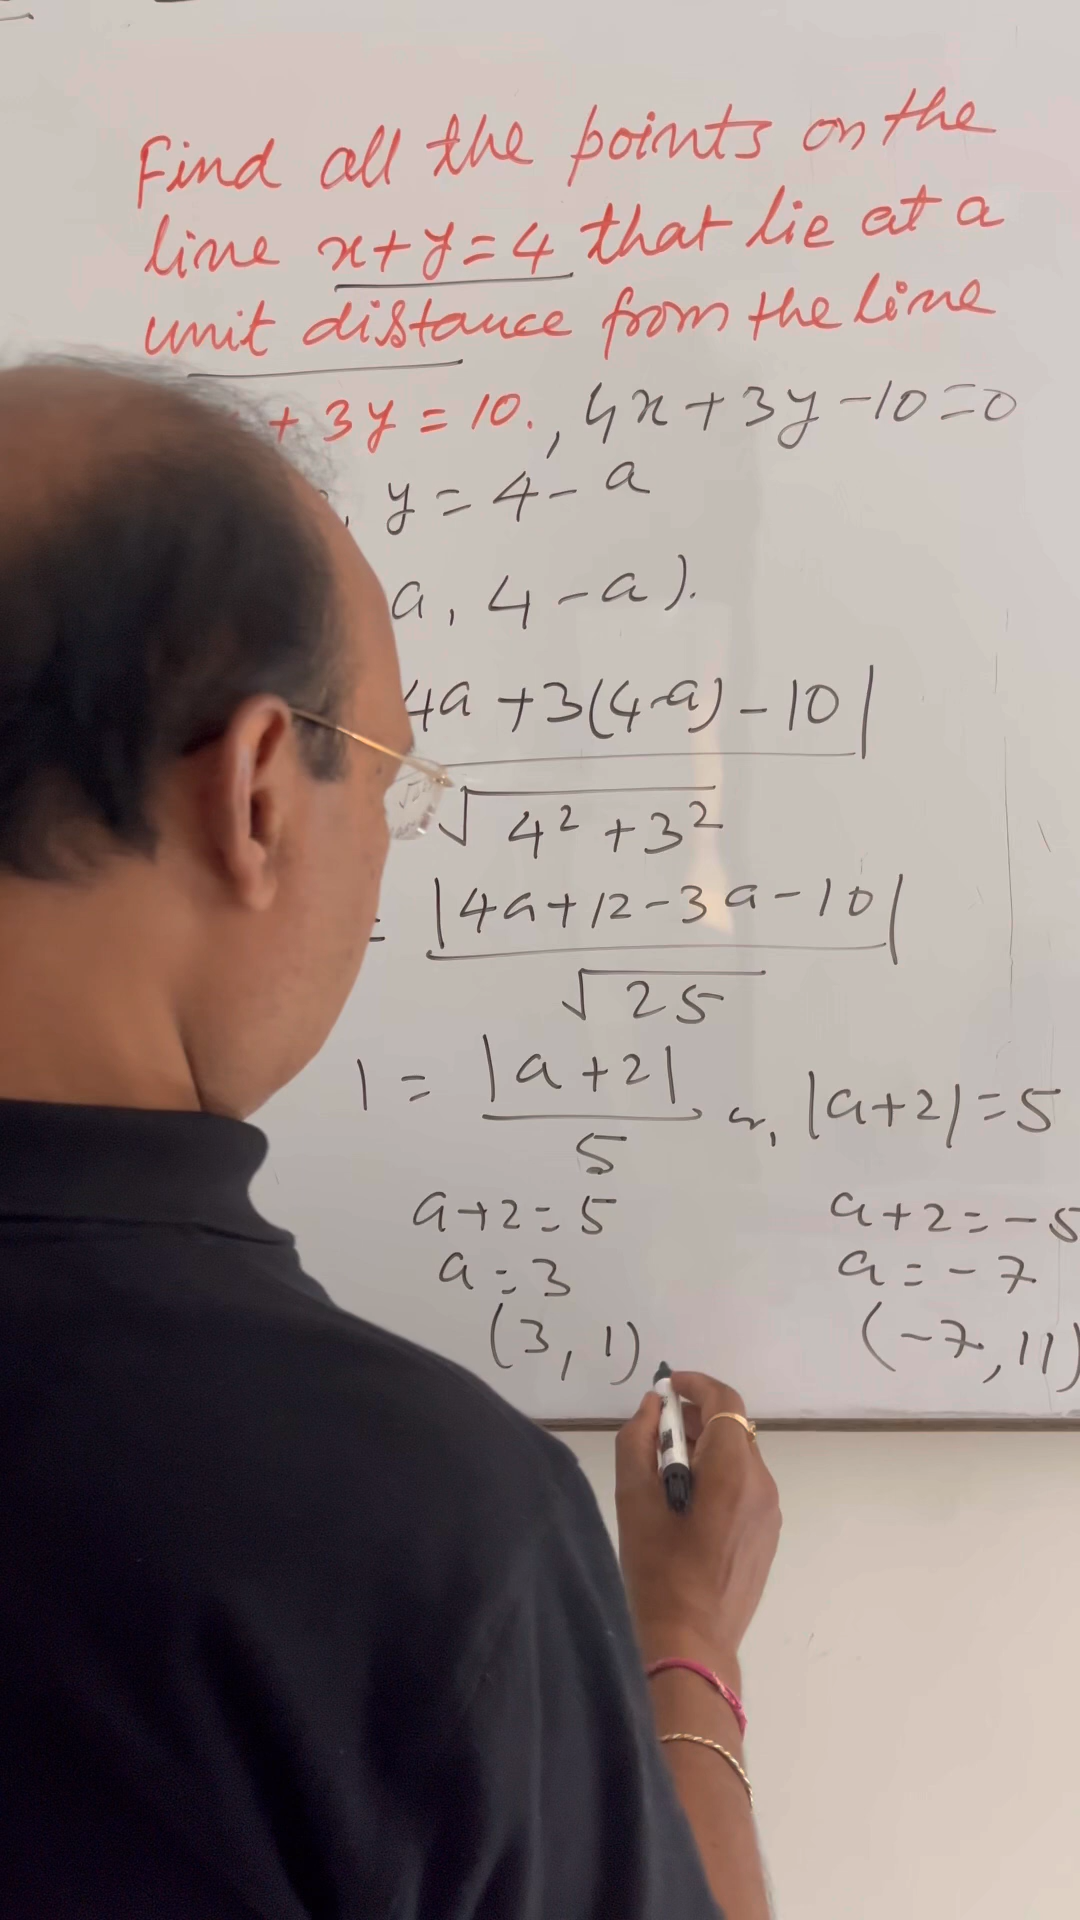 Find all the points on the
line x+y=4 that lie at a
unit distance from the line
+ 3y = 10. , 4x+3y-10=0
y = 4-a
a, 4-a).
4a+3(4-a)-10|
√4²+3²
= |4a+12-3a-10|
√25
1 = |a+2| or, |a+2|=5
5
a+2=5 a+2=-5
a=3 a=-7
(3,1) (-7,11)